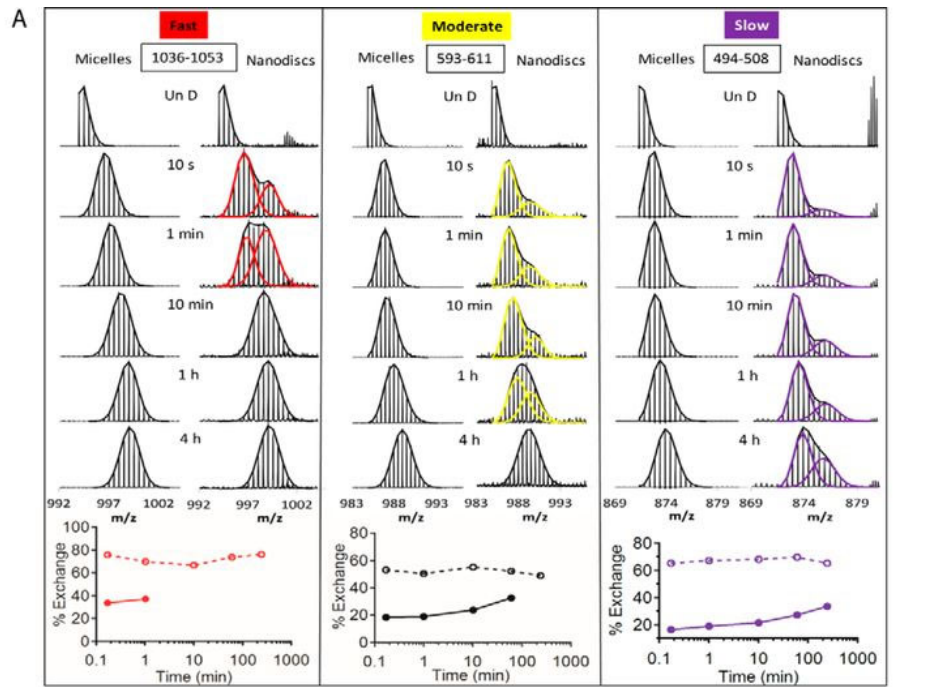 A
Fast
Moderate
Slow
Micelles 1036-1053 Nanodiscs
Micelles 593-611 Nanodiscs
Micelles 494-508 Nanodiscs
Un D
Un D
Un D
10 s
10 s
10 s
1 min
1 min
1 min
10 min
10 min
10 min
1 h
1 h
1 h
4 h
4 h
4 h
992 997 1002 992 997 1002
983 988 993 983 988 993
869 874 879 869 874 879
m/z m/z
m/z m/z
m/z m/z
% Exchange
100
80
60
40
20
0
0.1 1 10 100 1000
Time (min)
% Exchange
80
60
40
20
0
0.1 1 10 100 1000
Time (min)
% Exchange
80
60
40
20
0.1 1 10 100 1000
Time (min)